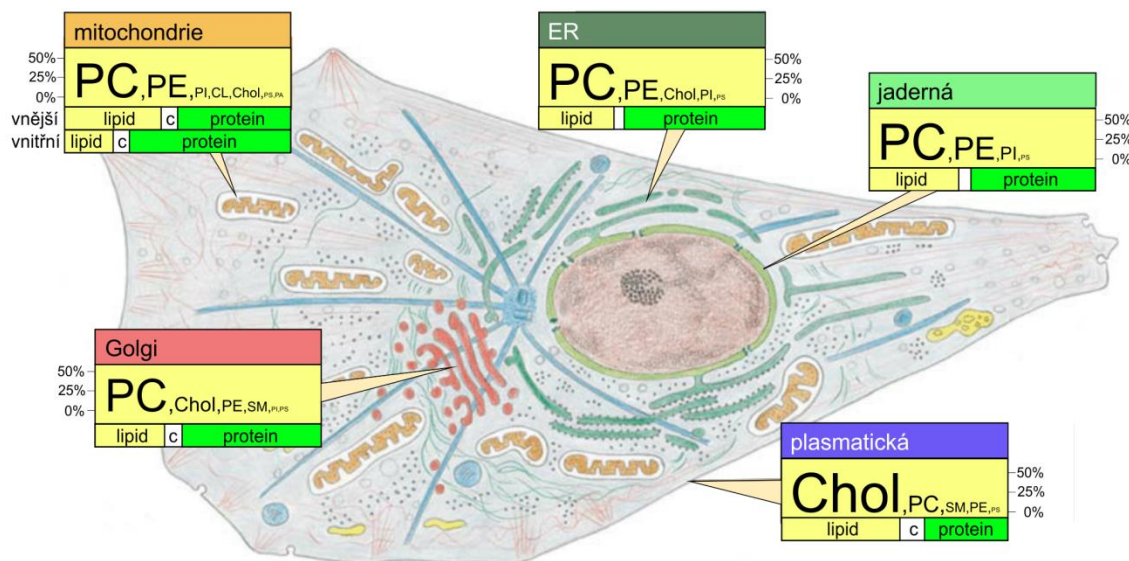 mitochondrie
50%
25%
0%
PC,PE,PI,CL,Chol,PS,PA
vnější lipid c protein
vnitřní lipid c protein
ER
PC,PE,Chol,PI,PS
50%
25%
0%
lipid protein
jaderná
PC,PE,PI,PS
50%
25%
0%
lipid protein
Golgi
50%
25%
0%
PC,Chol,PE,SM,PI,PS
lipid c protein
plasmatická
Chol,PC,SM,PE,PS
50%
25%
0%
lipid c protein